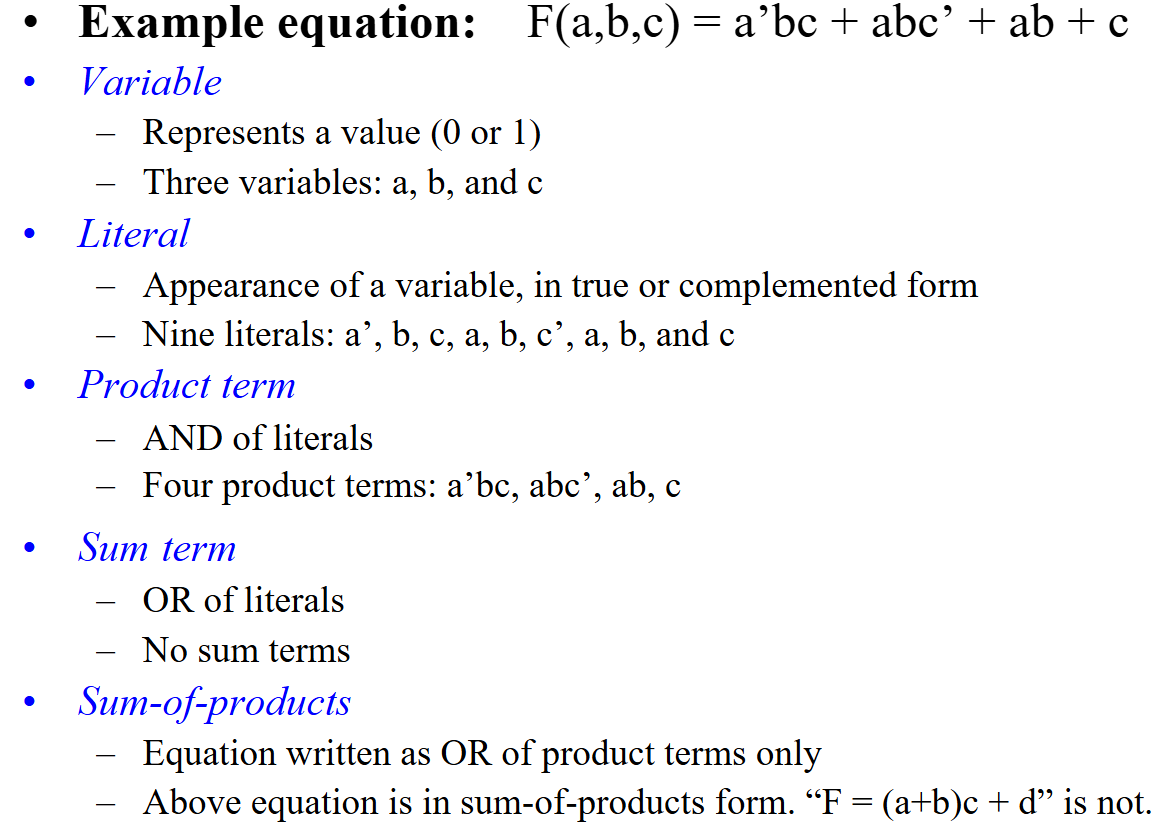 • Example equation: F(a,b,c) = a’bc + abc’ + ab + c
• Variable
– Represents a value (0 or 1)
– Three variables: a, b, and c
• Literal
– Appearance of a variable, in true or complemented form
– Nine literals: a’, b, c, a, b, c’, a, b, and c
• Product term
– AND of literals
– Four product terms: a’bc, abc’, ab, c
• Sum term
– OR of literals
– No sum terms
• Sum-of-products
– Equation written as OR of product terms only
– Above equation is in sum-of-products form. “F = (a+b)c + d” is not.